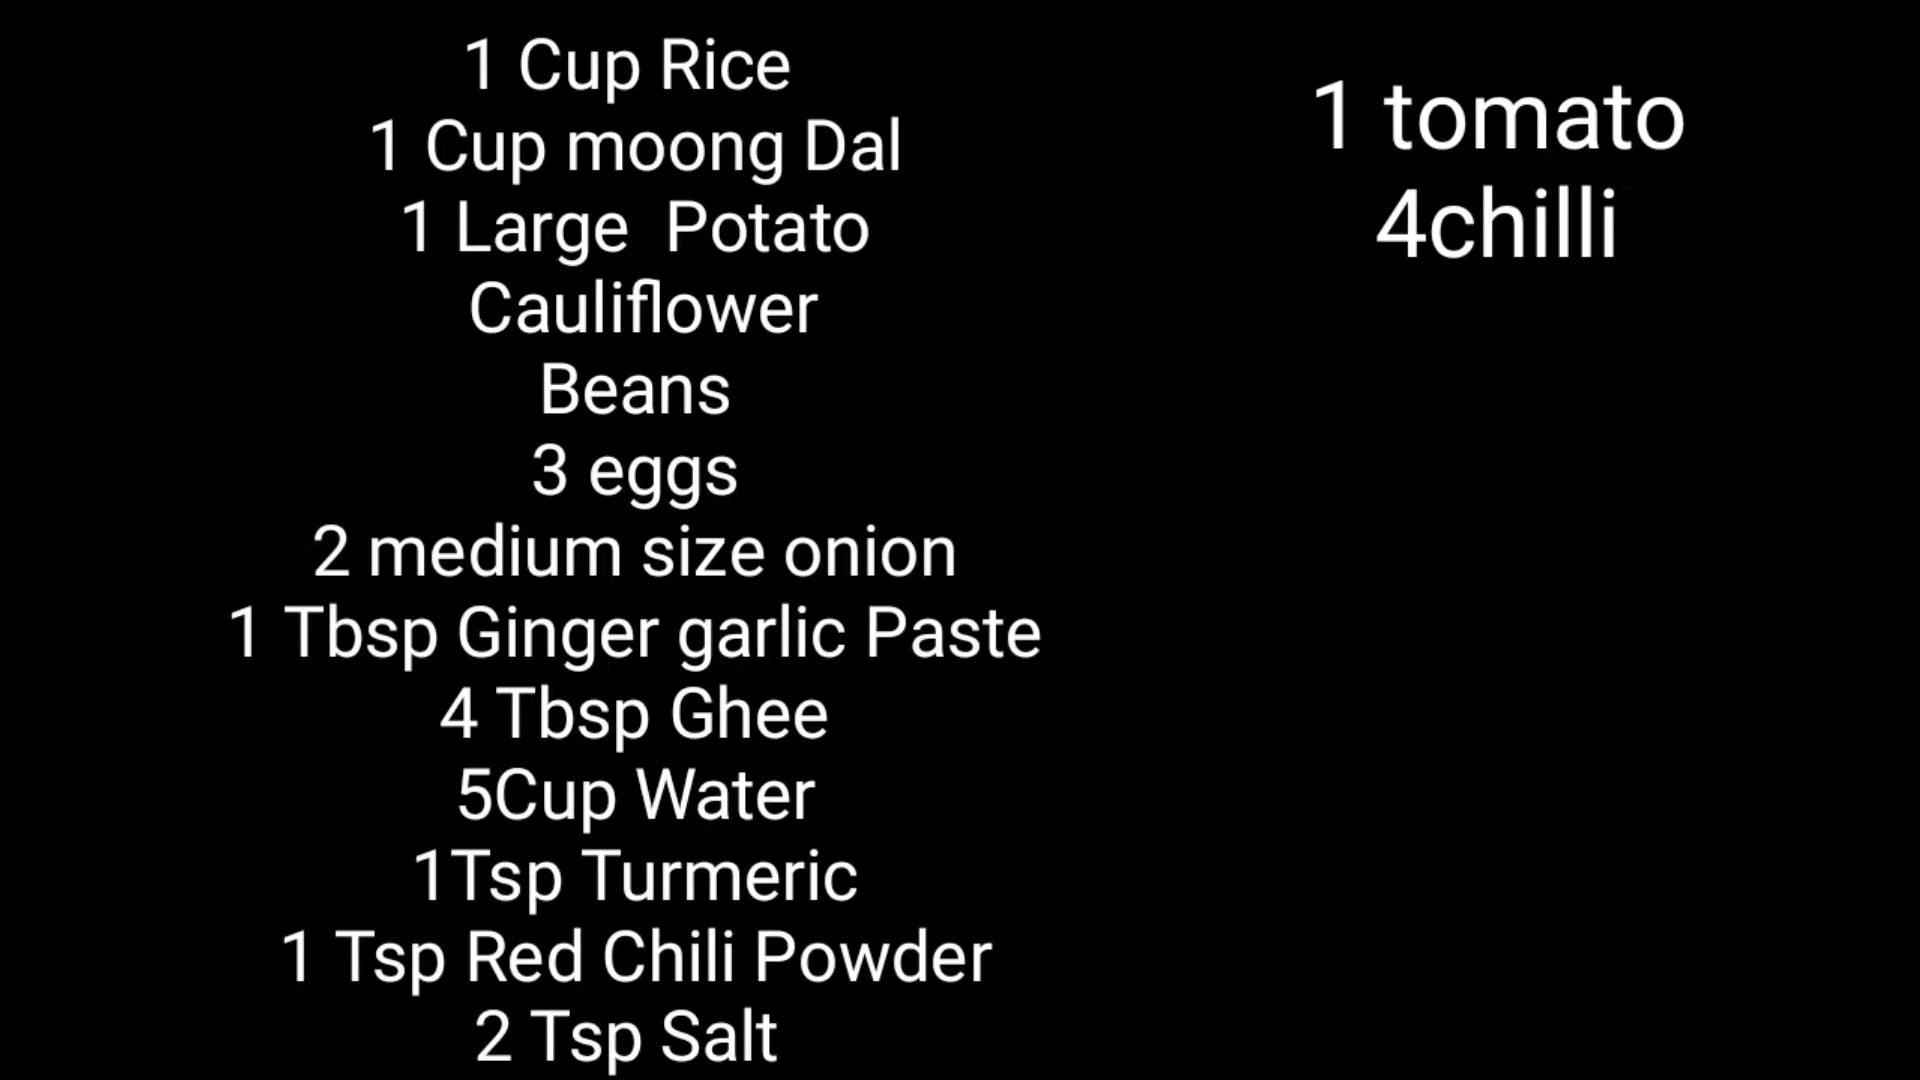 1 Cup Rice
1 Cup moong Dal
1 Large  Potato
Cauliflower
Beans
3 eggs
2 medium size onion
1 Tbsp Ginger garlic Paste
4 Tbsp Ghee
5Cup Water
1Tsp Turmeric
1 Tsp Red Chili Powder
2 Tsp Salt
1 tomato
4chilli